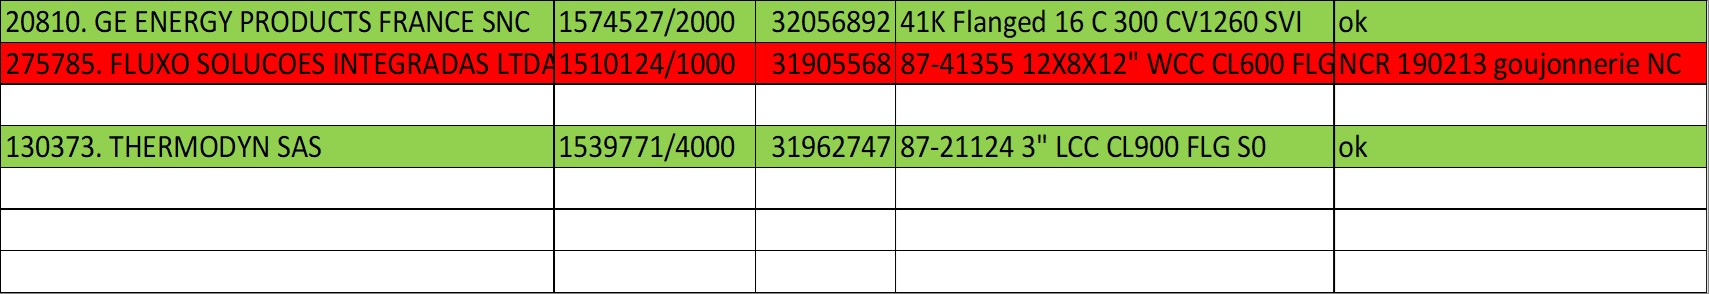 20810. GE ENERGY PRODUCTS FRANCE SNC 1574527/2000 32056892 41K Flanged 16 C 300 CV1260 SVI ok
275785. FLUXO SOLUCOES INTEGRADAS LTDA 1510124/1000 31905568 87-41355 12X8X12" WCC CL600 FLG NCR 190213 goujonnerie NC
130373. THERMODYN SAS 1539771/4000 31962747 87-21124 3" LCC CL900 FLG S0 ok